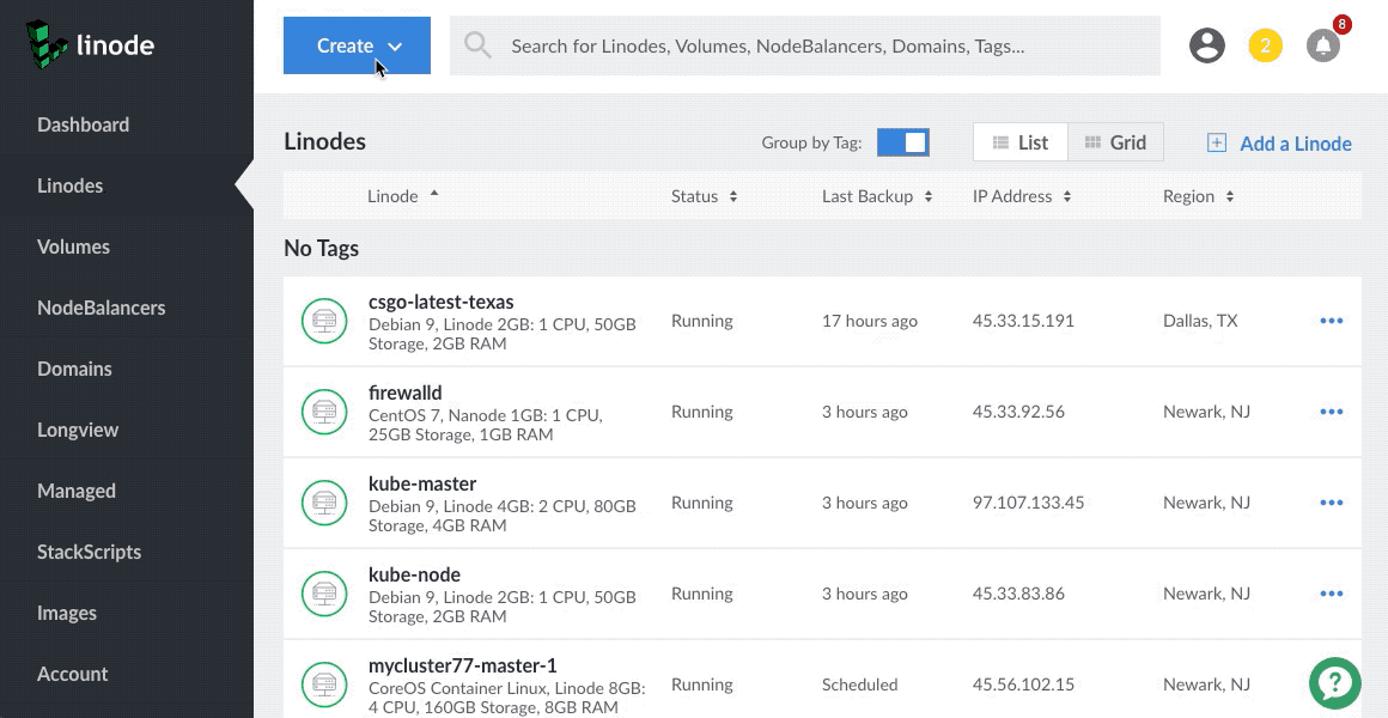 linode
Create
Search for Linodes, Volumes, NodeBalancers, Domains, Tags...
2
8
Dashboard
Linodes
Volumes
NodeBalancers
Domains
Longview
Managed
StackScripts
Images
Account
Linodes
Group by Tag:
List
Grid
Add a Linode
Linode Status Last Backup IP Address Region
No Tags
csgo-latest-texas
Debian 9, Linode 2GB: 1 CPU, 50GB
Storage, 2GB RAM
Running
17 hours ago
45.33.15.191
Dallas, TX
firewalld
CentOS 7, Nanode 1GB: 1 CPU,
25GB Storage, 1GB RAM
Running
3 hours ago
45.33.92.56
Newark, NJ
kube-master
Debian 9, Linode 4GB: 2 CPU, 80GB
Storage, 4GB RAM
Running
3 hours ago
97.107.133.45
Newark, NJ
kube-node
Debian 9, Linode 2GB: 1 CPU, 50GB
Storage, 2GB RAM
Running
3 hours ago
45.33.83.86
Newark, NJ
mycluster77-master-1
CoreOS Container Linux, Linode 8GB:
4 CPU, 160GB Storage, 8GB RAM
Running
Scheduled
45.56.102.15
Newark, NJ
?